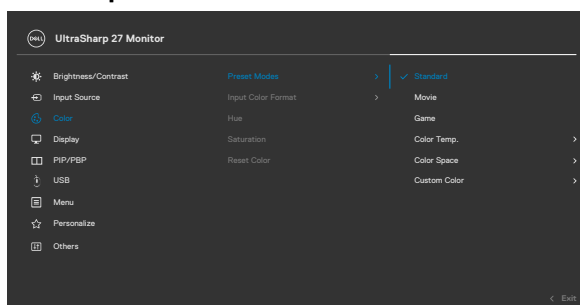 DELL UltraSharp 27 Monitor
Brightness/Contrast
Input Source
Color
Display
PIP/PBP
USB
Menu
Personalize
Others
Preset Modes
Input Color Format
Hue
Saturation
Reset Color
Standard
Movie
Game
Color Temp.
Color Space
Custom Color
Exit